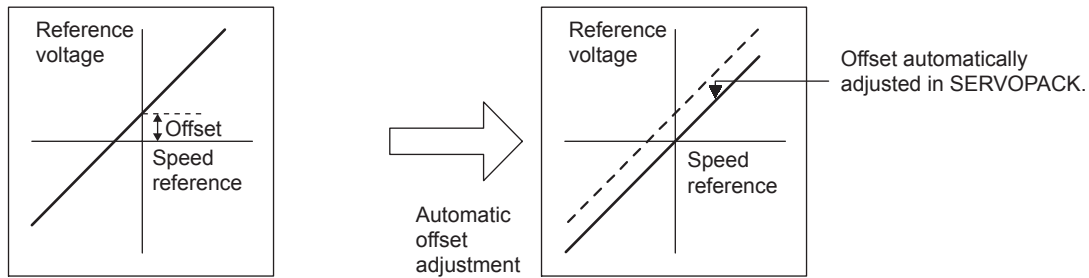 Reference
voltage
Offset
Speed
reference
Automatic
offset
adjustment
Reference
voltage
Speed
reference
Offset automatically
adjusted in SERVOPACK.